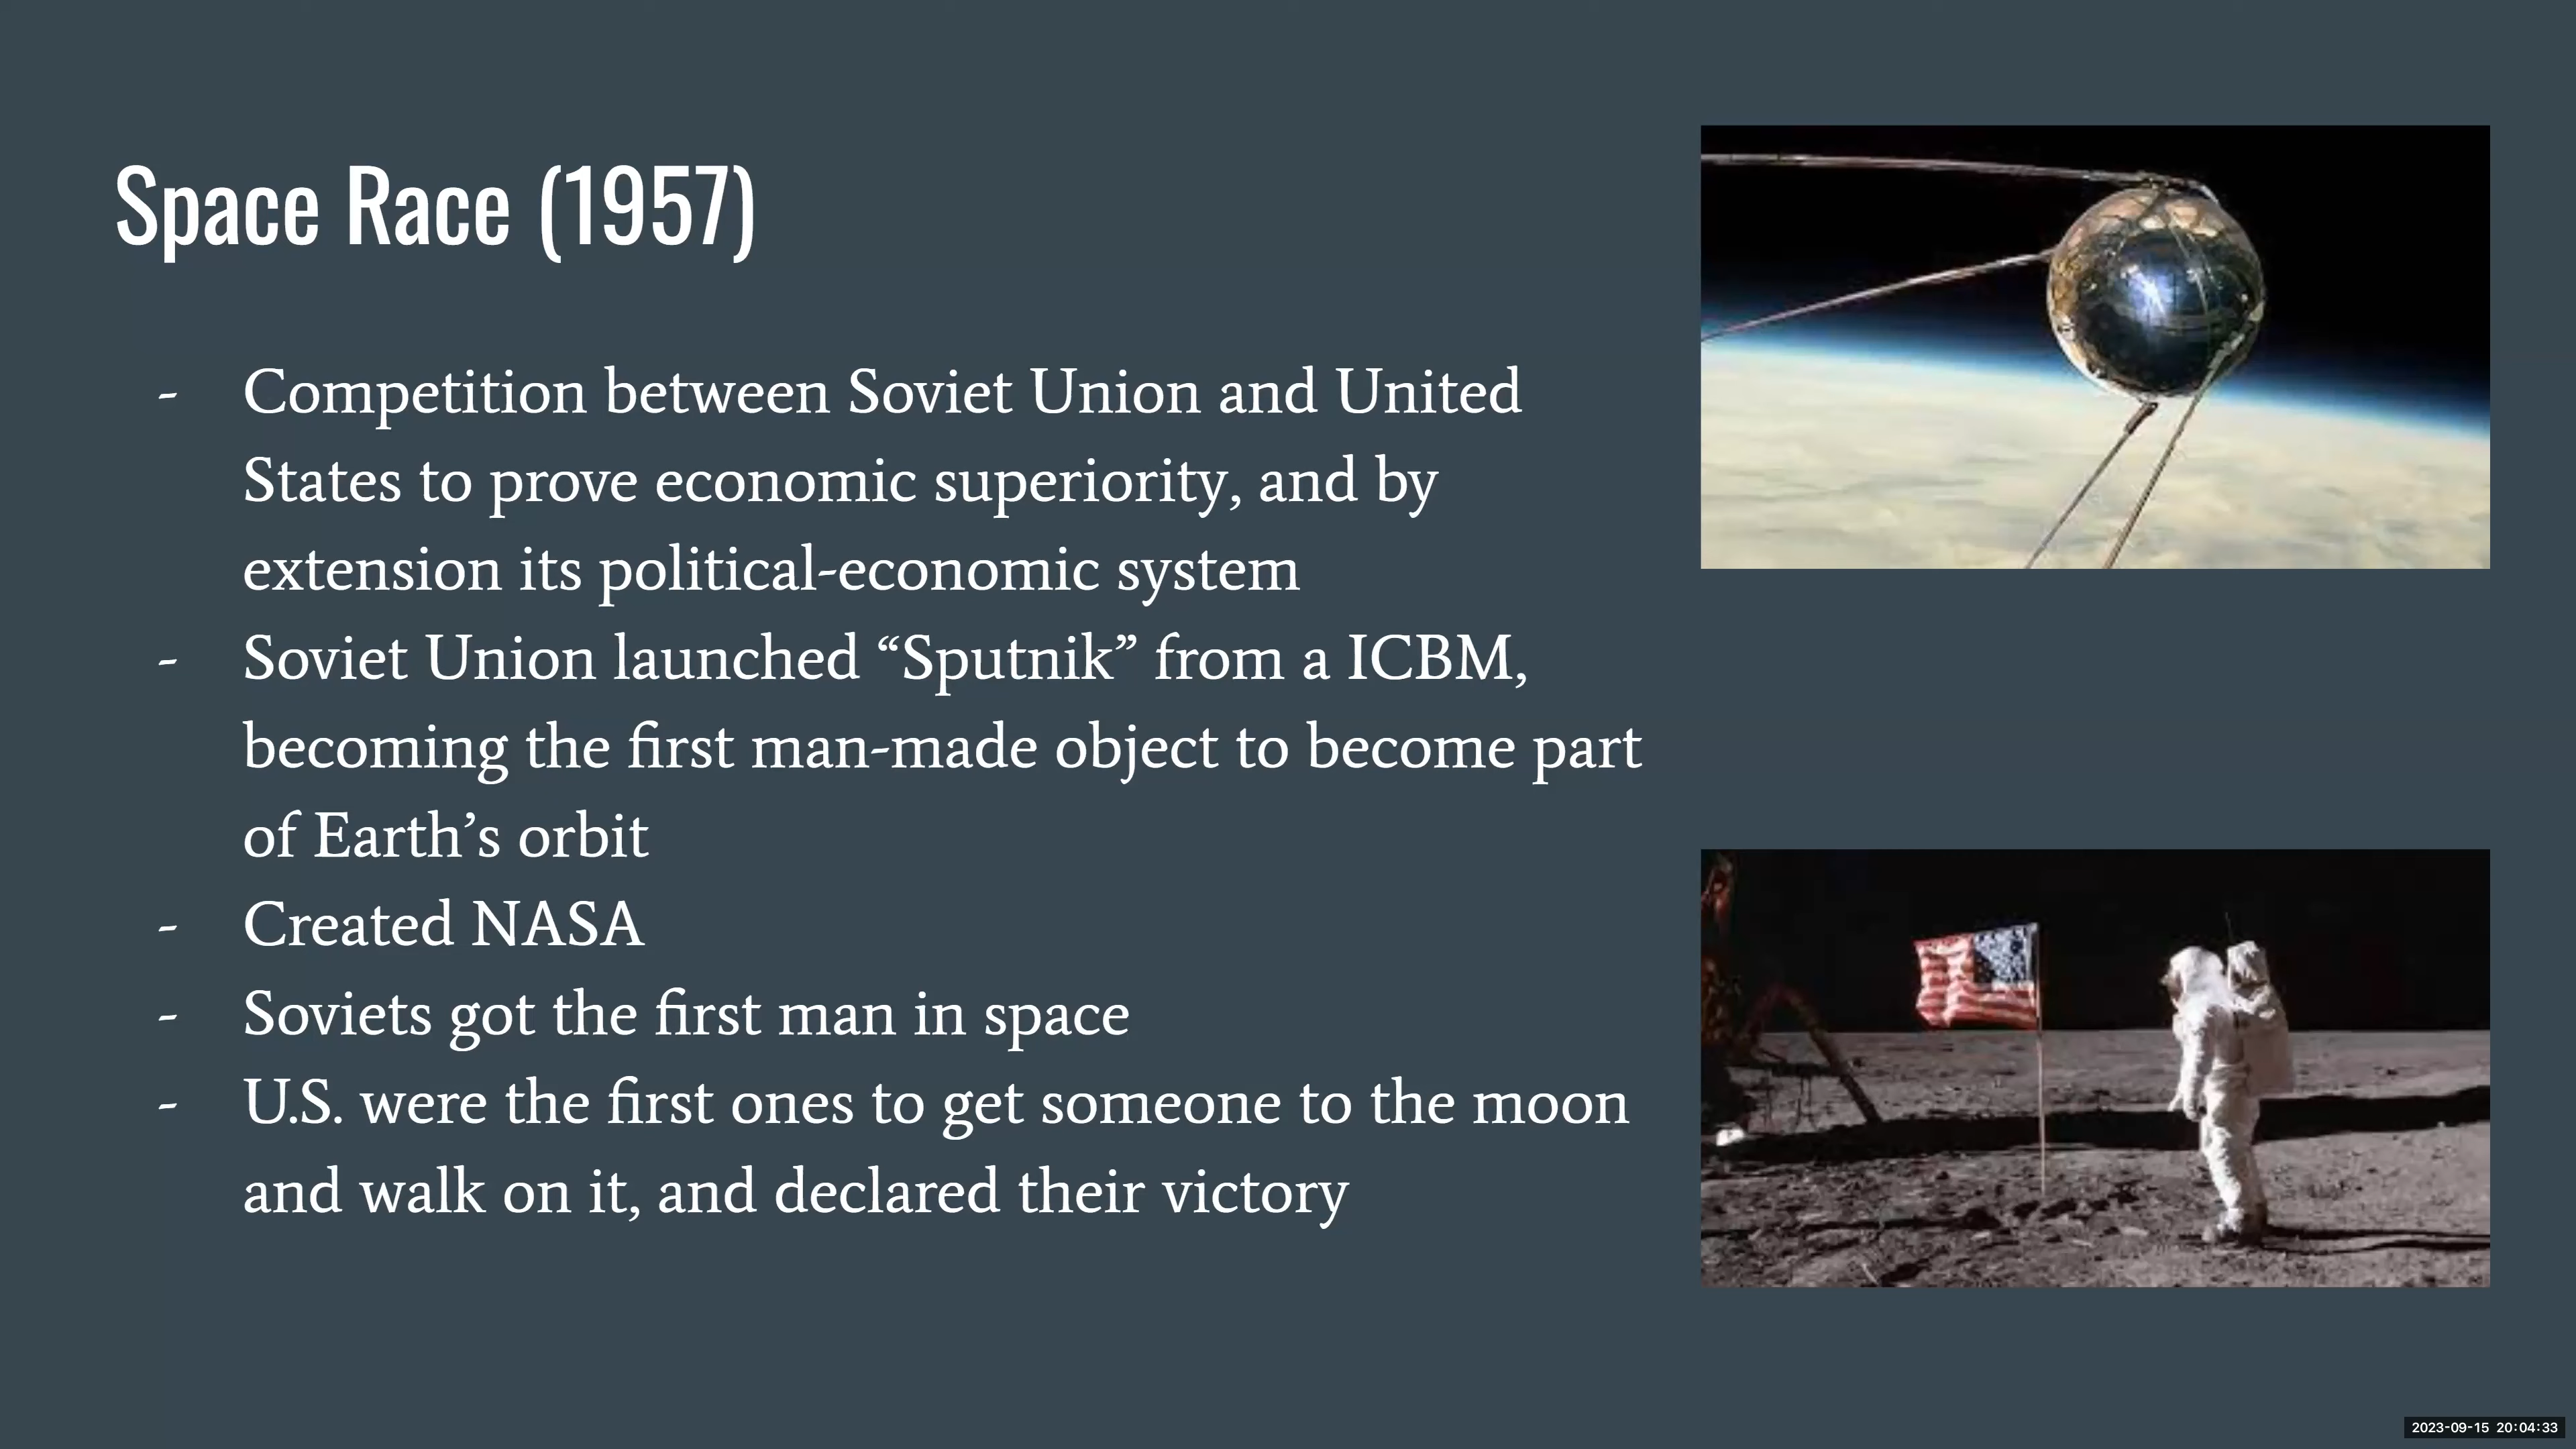 Space Race (1957)
- Competition between Soviet Union and United
States to prove economic superiority, and by
extension its political-economic system
- Soviet Union launched “Sputnik” from a ICBM,
becoming the first man-made object to become part
of Earth’s orbit
- Created NASA
- Soviets got the first man in space
- U.S. were the first ones to get someone to the moon
and walk on it, and declared their victory
2023-09-15 20:04:33